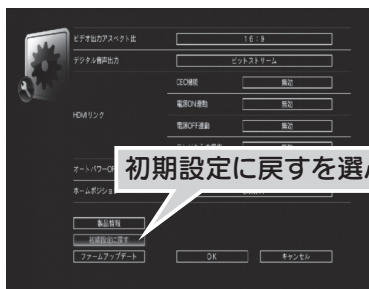 ビデオ出力アスペクト比 16:9
デジタル音声出力 ビットストリーム
CEC機能 無効
HDMIリンク 電源ON連動 無効
電源OFF連動 無効
オートパワーOF
ホームポジショ
初期設定に戻すを選
製品情報
初期設定に戻す
ファームアップデート OK キャンセル